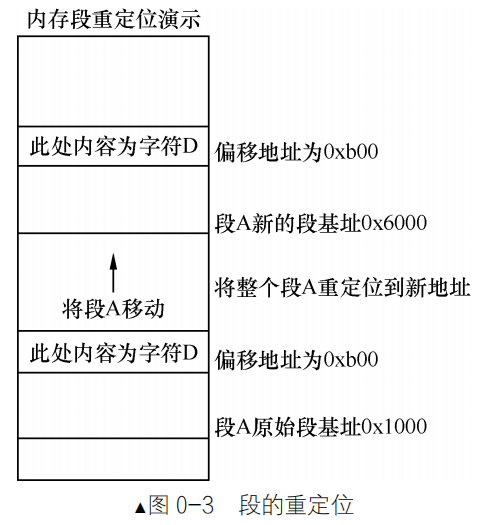 内存段重定位演示
此处内容为字符D 偏移地址为0xb00
段A新的段基址0x6000
将整个段A重定位到新地址
将段A移动
此处内容为字符D 偏移地址为0xb00
段A原始段基址0x1000
▲图 0-3 段的重定位